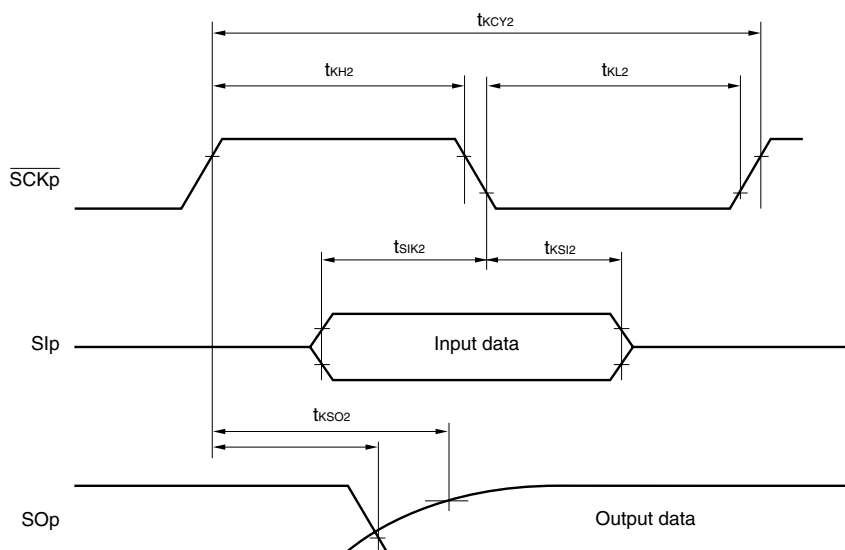 tKCY2
tKH2
tKL2
SCKp
tSIK2
tKSI2
SIp
Input data
tKSO2
SOp
Output data